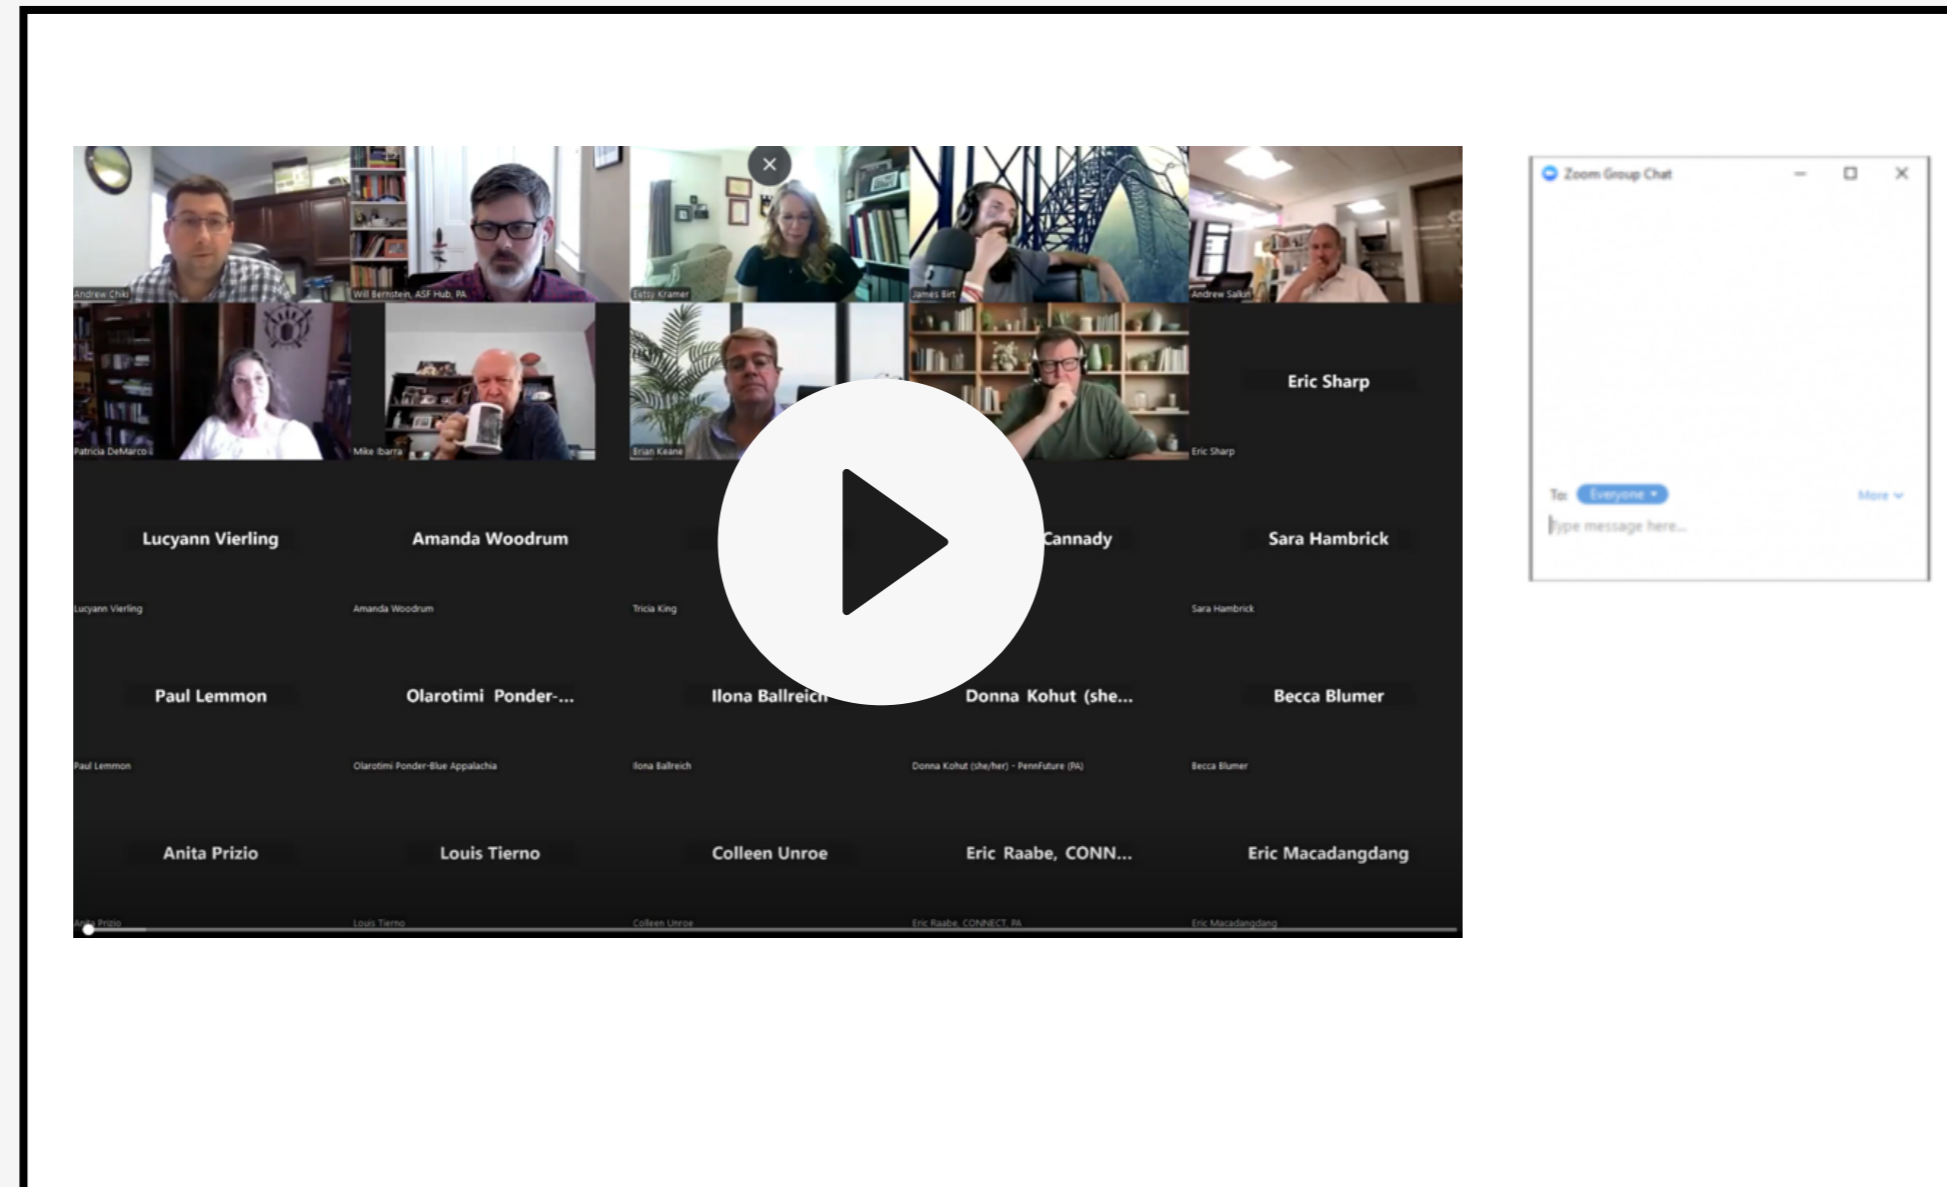 Zoom Group Chat
Andrew Chiki
Will Bernstein, ASF Hub, PA
Betsy Kramer
James Birt
Andrew Salkin
Eric Sharp
Patricia DeMarco
Mike Ibarra
Brian Keane
Eric Sharp
To: Everyone
More
Type message here...
Lucyann Vierling
Amanda Woodrum
Cannady
Sara Hambrick
Lucyann Vierling
Amanda Woodrum
Tricia King
Sara Hambrick
Paul Lemmon
Olarotimi Ponder-...
Ilona Ballreich
Donna Kohut (she...
Becca Blumer
Paul Lemmon
Olarotimi Ponder-Blue Appalachia
Ilona Ballreich
Donna Kohut (she/her) - PennFuture (PA)
Becca Blumer
Anita Prizio
Louis Tierno
Colleen Unroe
Eric Raabe, CONN...
Eric Macadangdang
Anita Prizio
Louis Tierno
Colleen Unroe
Eric Raabe, CONNECT, PA
Eric Macadangdang